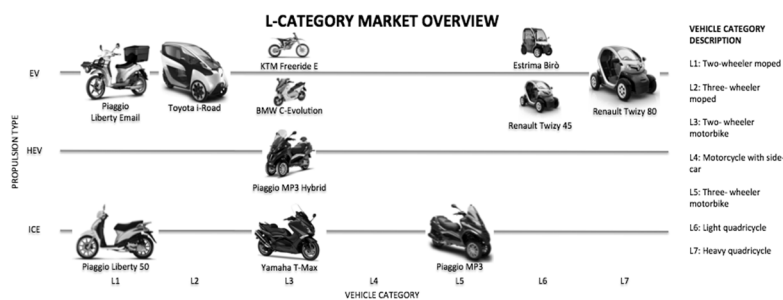 L-CATEGORY MARKET OVERVIEW
PROPULSION TYPE
EV
HEV
ICE
KTM Freeride E
Estrima Birò
Piaggio
Liberty Email
Toyota i-Road
BMW C-Evolution
Renault Twizy 45
Renault Twizy 80
Piaggio MP3 Hybrid
Piaggio Liberty 50
Yamaha T-Max
Piaggio MP3
L1
L2
L3
L4
L5
L6
L7
VEHICLE CATEGORY
VEHICLE CATEGORY
DESCRIPTION
L1: Two-wheeler moped
L2: Three- wheeler
moped
L3: Two- wheeler
motorbike
L4: Motorcycle with side-
car
L5: Three- wheeler
motorbike
L6: Light quadricycle
L7: Heavy quadricycle